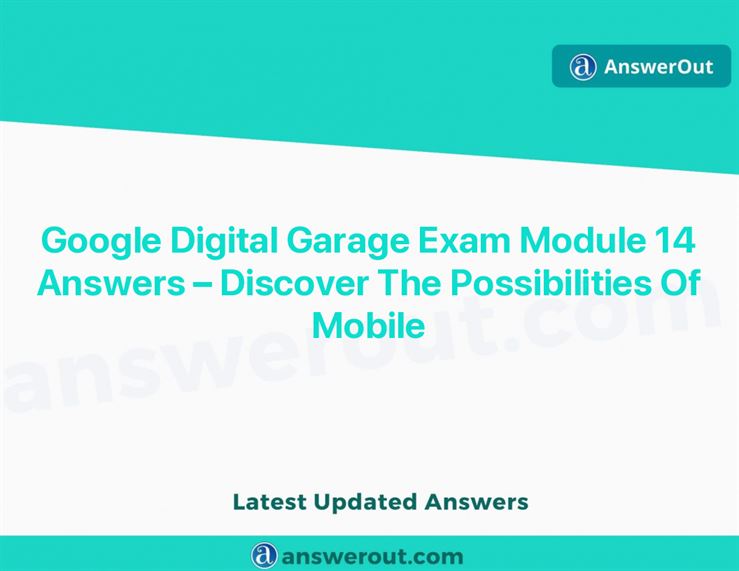 AnswerOut
Google Digital Garage Exam Module 14
Answers – Discover The Possibilities Of
Mobile
answerout.com
Latest Updated Answers
answerout.com